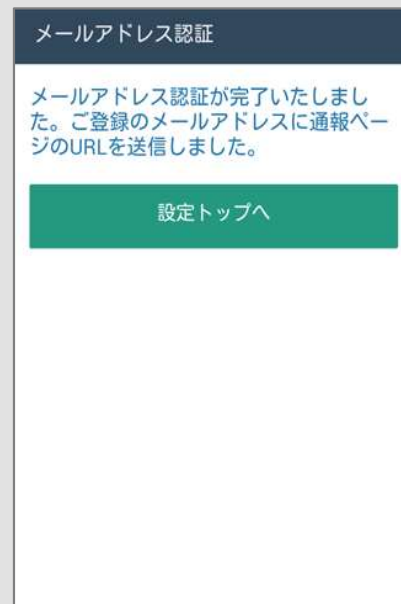 メールアドレス認証
メールアドレス認証が完了いたしまし
た。ご登録のメールアドレスに通報ペー
ジのURLを送信しました。
設定トップへ